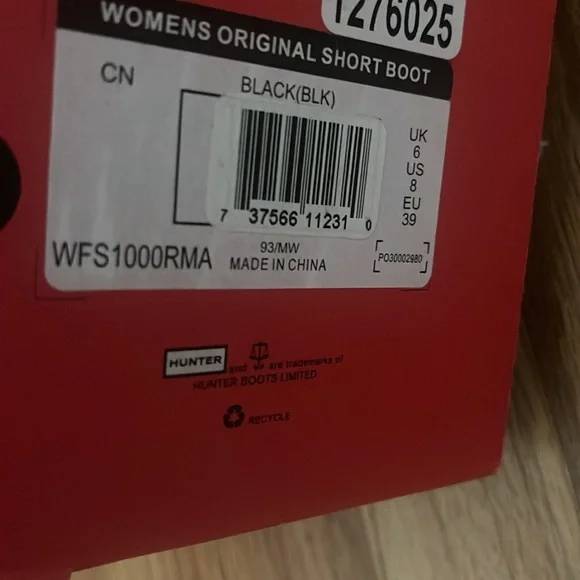 1276025
WOMENS ORIGINAL SHORT BOOT
CN
BLACK(BLK)
UK
6
US
8
EU
39
7 37566 11231 0
WFS1000RMA
93/MW
MADE IN CHINA
PO30002980
HUNTER and are trademarks of
HUNTER BOOTS LIMITED
RECYCLE